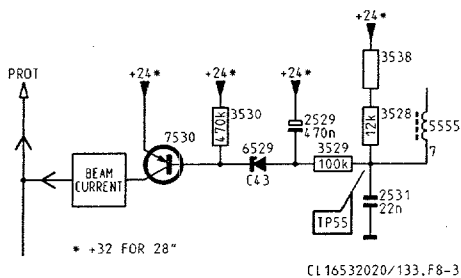 +24*
PROT
+24*
+24*
+24*
3538
3530
2529
470n
3528
12k
5555
7530
470k
6529
3529
100k
7
C43
BEAM
CURRENT
2531
22n
TP55
* +32 FOR 28"
CL16532020/133.F8-3